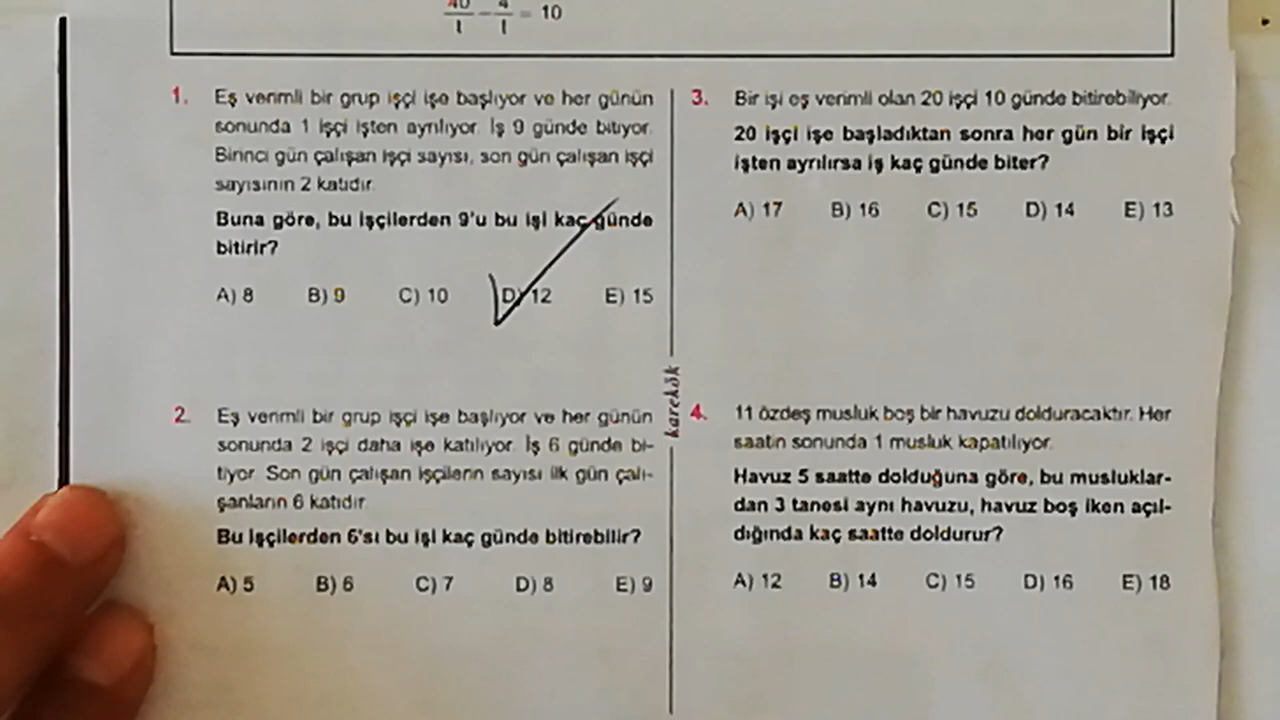 40/1 - 4/1 = 10
1. Eş verimli bir grup işçi işe başlıyor ve her günün
sonunda 1 işçi işten ayrılıyor. İş 9 günde bitiyor.
Birinci gün çalışan işçi sayısı, son gün çalışan işçi
sayısının 2 katıdır.
Buna göre, bu işçilerden 9'u bu işi kaç günde
bitirir?
A) 8 B) 9 C) 10 D) 12 E) 15
2. Eş verimli bir grup işçi işe başlıyor ve her günün
sonunda 2 işçi daha işe katılıyor. İş 6 günde bi-
tiyor. Son gün çalışan işçilerin sayısı ilk gün çalı-
şanların 6 katıdır.
Bu işçilerden 6'sı bu işi kaç günde bitirebilir?
A) 5 B) 6 C) 7 D) 8 E) 9
karekök
3. Bir işi eş verimli olan 20 işçi 10 günde bitirebiliyor.
20 işçi işe başladıktan sonra her gün bir işçi
işten ayrılırsa iş kaç günde biter?
A) 17 B) 16 C) 15 D) 14 E) 13
4. 11 özdeş musluk boş bir havuzu dolduracaktır. Her
saatin sonunda 1 musluk kapatılıyor.
Havuz 5 saatte dolduğuna göre, bu musluklar-
dan 3 tanesi aynı havuzu, havuz boş iken açıl-
dığında kaç saatte doldurur?
A) 12 B) 14 C) 15 D) 16 E) 18